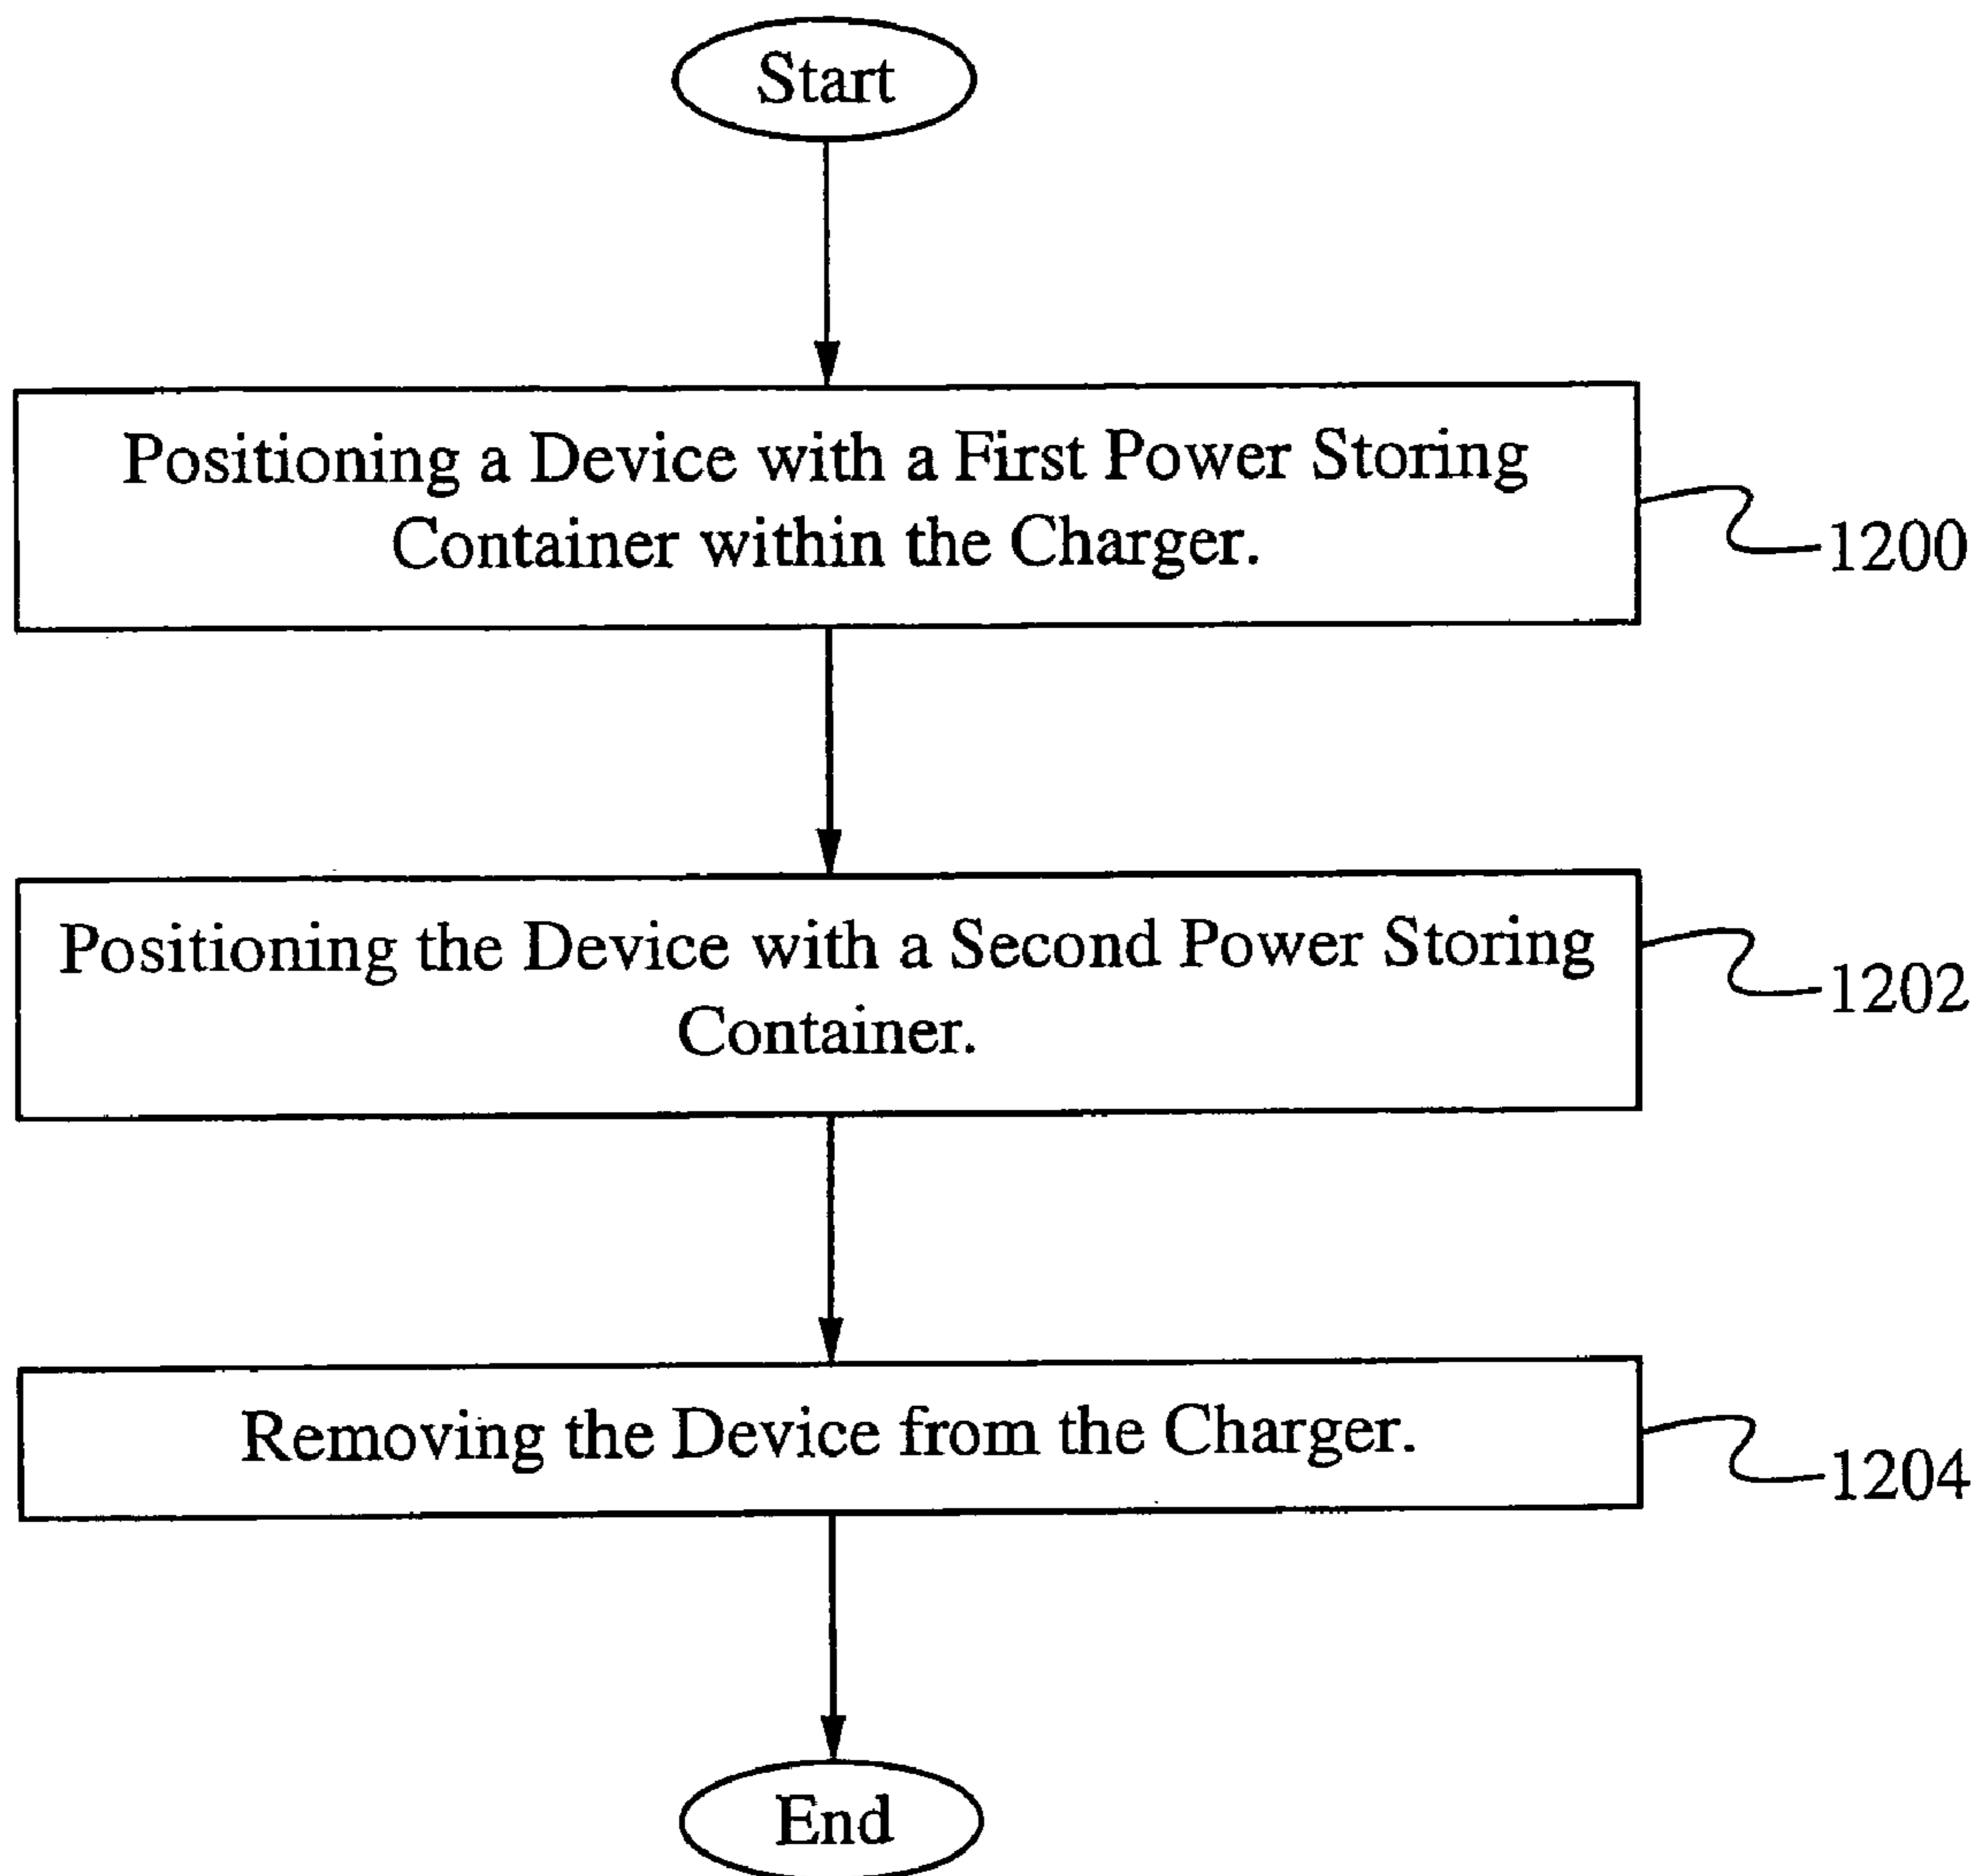 Start
Positioning a Device with a First Power Storing
Container within the Charger.
1200
Positioning the Device with a Second Power Storing
Container.
1202
Removing the Device from the Charger.
1204
End